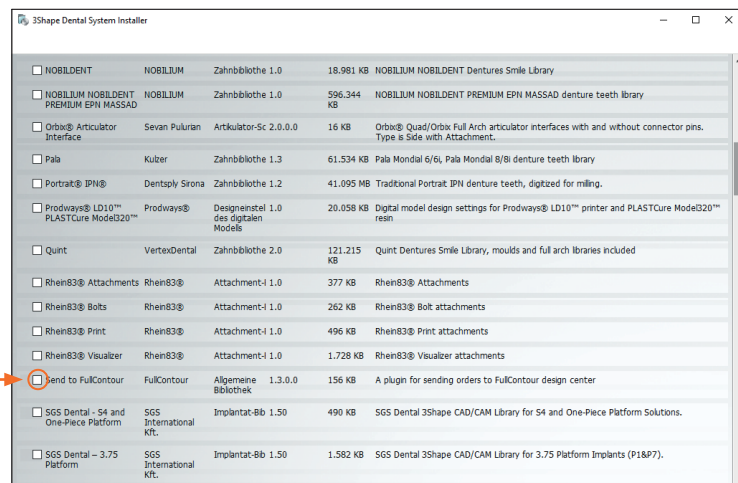 3Shape Dental System Installer
NOBILDENT NOBILIUM Zahnbibliothe 1.0 18.981 KB NOBILIUM NOBILDENT Dentures Smile Library
NOBILIUM NOBILDENT NOBILIUM Zahnbibliothe 1.0 596.344 NOBILIUM NOBILDENT PREMIUM EPN MASSAD denture teeth library
PREMIUM EPN MASSAD KB
Orbix® Articulator Sevan Pulurian Artikulator-Sc 2.0.0.0 16 KB Orbix® Quad/Orbix Full Arch articulator interfaces with and without connector pins.
Interface Type is Side with Attachment.
Pala Kulzer Zahnbibliothe 1.3 61.534 KB Pala Mondial 6/6i, Pala Mondial 8/8i denture teeth library
Portrait® IPN® Dentsply Sirona Zahnbibliothe 1.2 41.095 MB Traditional Portrait IPN denture teeth, digitized for milling.
Prodways® LD10™ Prodways® Designeinstel 1.0 20.058 KB Digital model design settings for Prodways® LD10™ printer and PLASTCure Model320™
PLASTCure Model320™ des digitalen resin
Modells
Quint VertexDental Zahnbibliothe 2.0 121.215 Quint Dentures Smile Library, moulds and full arch libraries included
KB
Rhein83® Attachments Rhein83® Attachment-I 1.0 377 KB Rhein83® Attachments
Rhein83® Bolts Rhein83® Attachment-I 1.0 262 KB Rhein83® Bolt attachments
Rhein83® Print Rhein83® Attachment-I 1.0 496 KB Rhein83® Print attachments
Rhein83® Visualizer Rhein83® Attachment-I 1.0 1.728 KB Rhein83® Visualizer attachments
Send to FullContour FullContour Allgemeine 1.3.0.0 156 KB A plugin for sending orders to FullContour design center
Bibliothek
SGS Dental - S4 and SGS Implantat-Bib 1.50 490 KB SGS Dental 3Shape CAD/CAM Library for S4 and One-Piece Platform Solutions.
One-Piece Platform International
Kft.
SGS Dental – 3.75 SGS Implantat-Bib 1.50 1.582 KB SGS Dental 3Shape CAD/CAM Library for 3.75 Platform Implants (P1&P7).
Platform International
Kft.